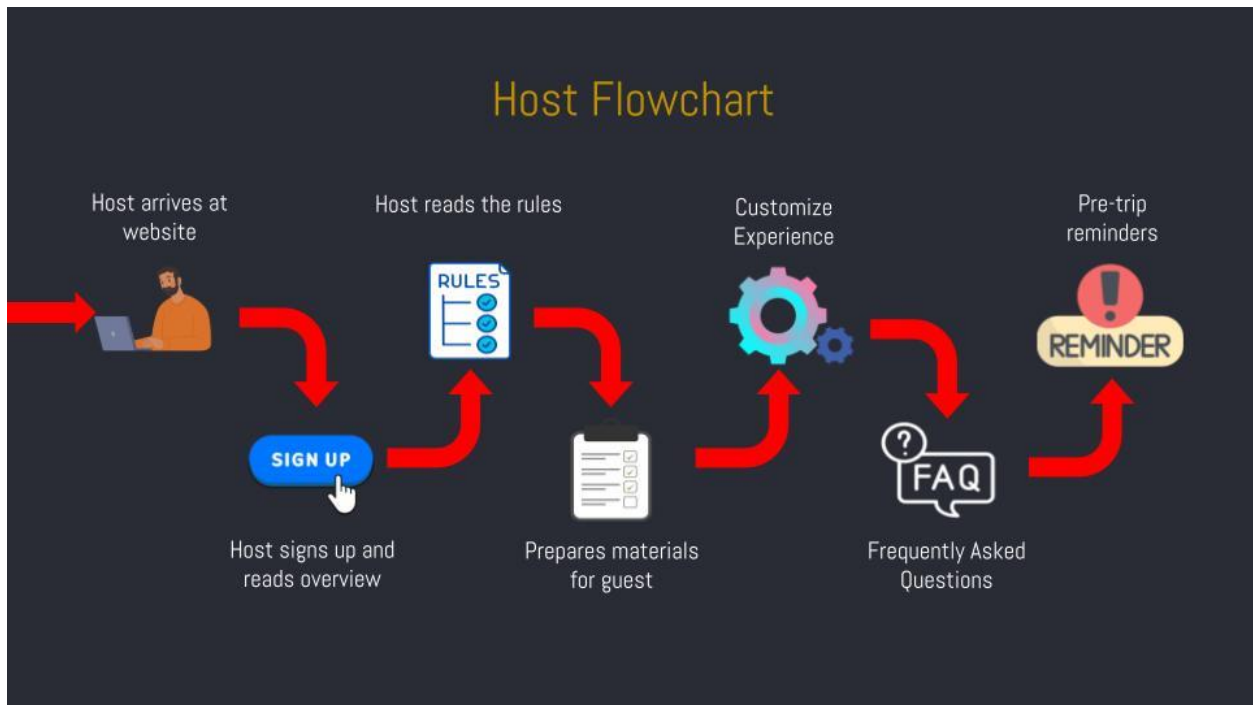 Host Flowchart
Host arrives at
website
SIGN UP
Host signs up and
reads overview
Host reads the rules
RULES
Prepares materials
for guest
Customize
Experience
?
FAQ
Frequently Asked
Questions
Pre-trip
reminders
!
REMINDER